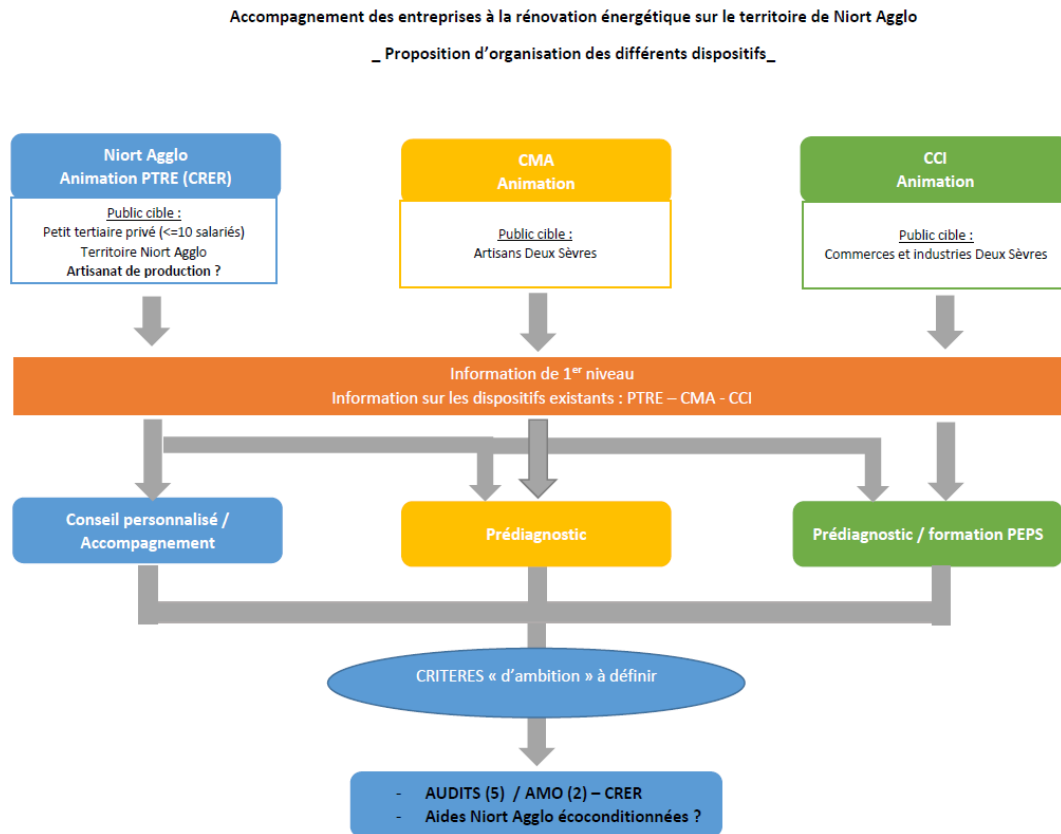 Accompagnement des entreprises à la rénovation énergétique sur le territoire de Niort Agglo
_ Proposition d'organisation des différents dispositifs_
Niort Agglo
Animation PTRE (CRER)
Public cible :
Petit tertiaire privé (<=10 salariés)
Territoire Niort Agglo
Artisanat de production ?
CMA
Animation
Public cible :
Artisans Deux Sèvres
CCI
Animation
Public cible :
Commerces et industries Deux Sèvres
Information de 1er niveau
Information sur les dispositifs existants : PTRE – CMA - CCI
Conseil personnalisé /
Accompagnement
Prédiagnostic
Prédiagnostic / formation PEPS
CRITERES « d'ambition » à définir
- AUDITS (5) / AMO (2) – CRER
- Aides Niort Agglo écoconditionnées ?